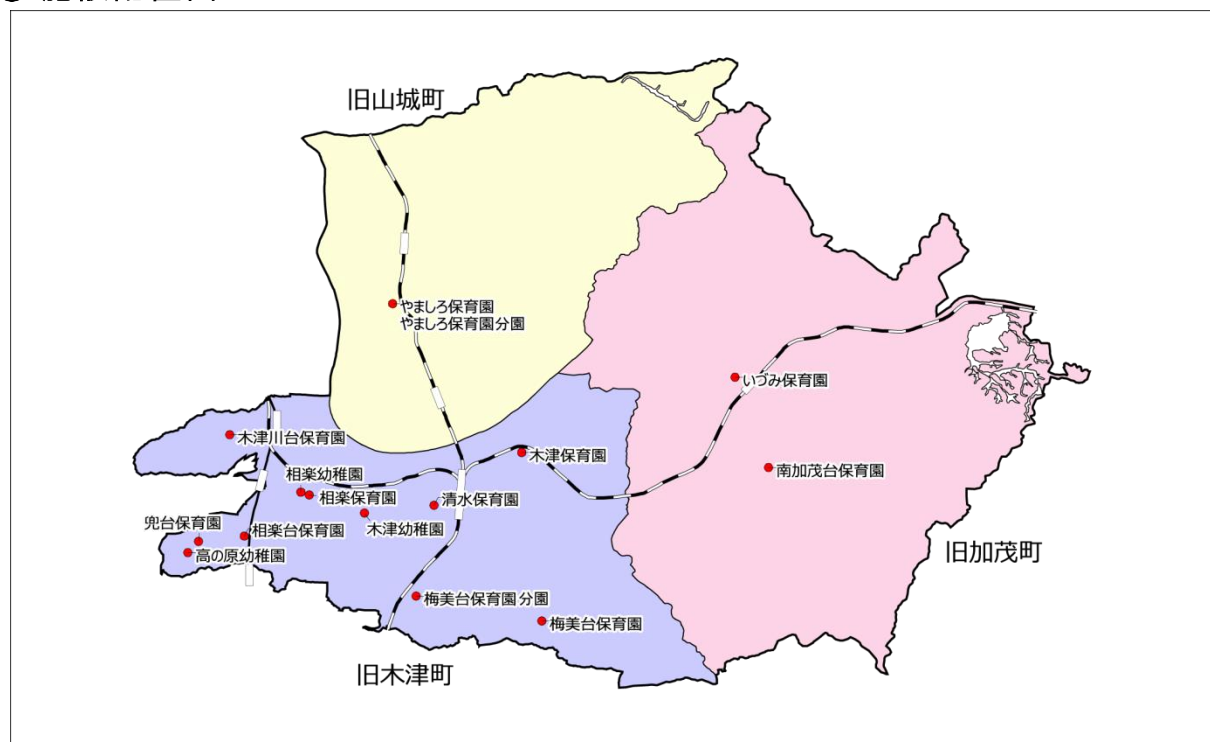 旧山城町
やましろ保育園
やましろ保育園分園
いづみ保育園
木津川台保育園
木津保育園
南加茂台保育園
相楽幼稚園
相楽保育園
清水保育園
木津幼稚園
兜台保育園
相楽台保育園
高の原幼稚園
旧加茂町
梅美台保育園分園
梅美台保育園
旧木津町